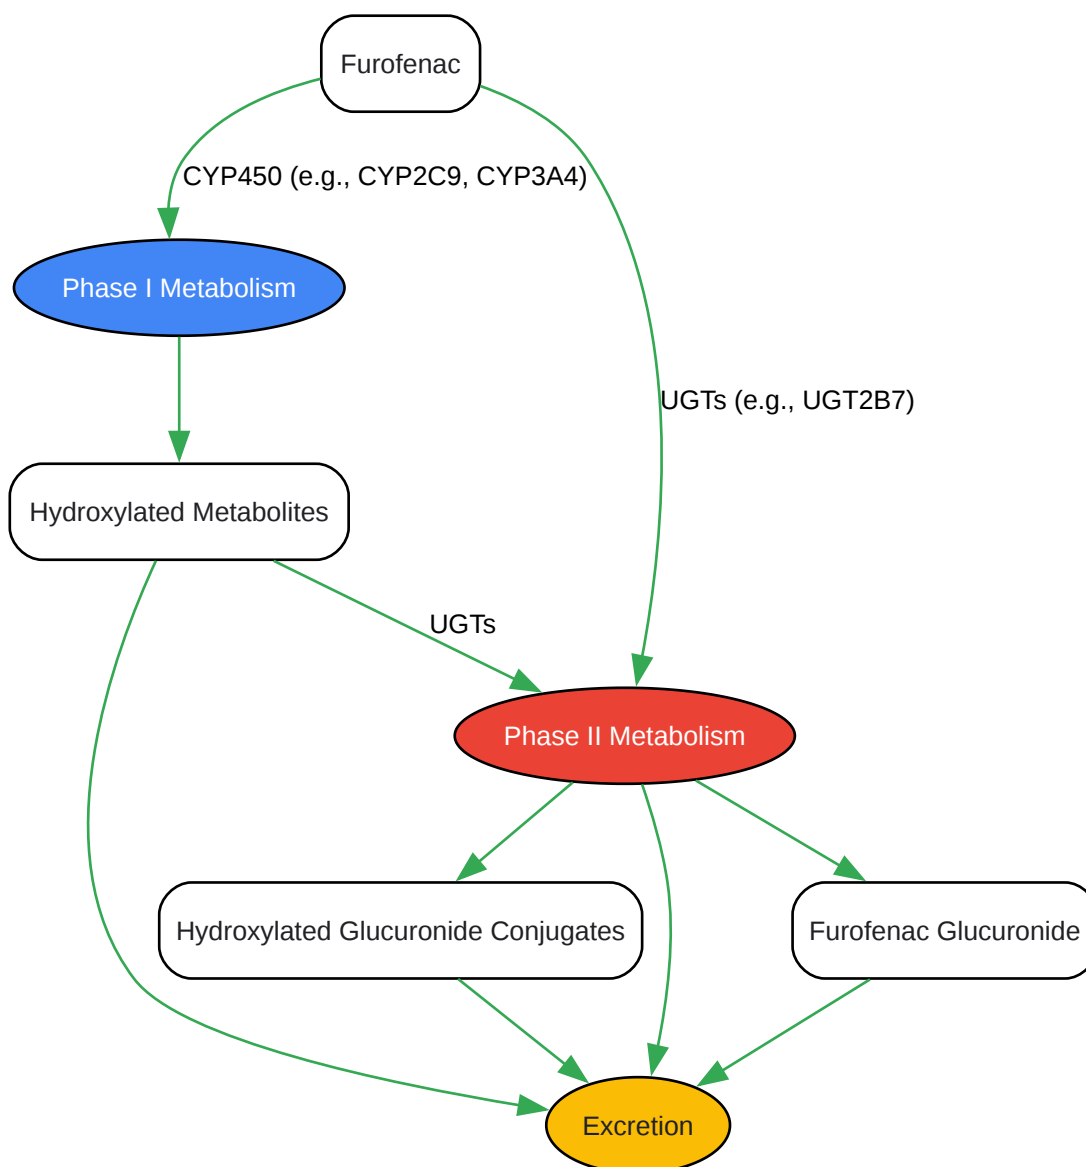 Furofenac
CYP450 (e.g., CYP2C9, CYP3A4)
Phase I Metabolism
UGTs (e.g., UGT2B7)
Hydroxylated Metabolites
UGTs
Phase II Metabolism
Hydroxylated Glucuronide Conjugates
Furofenac Glucuronide
Excretion